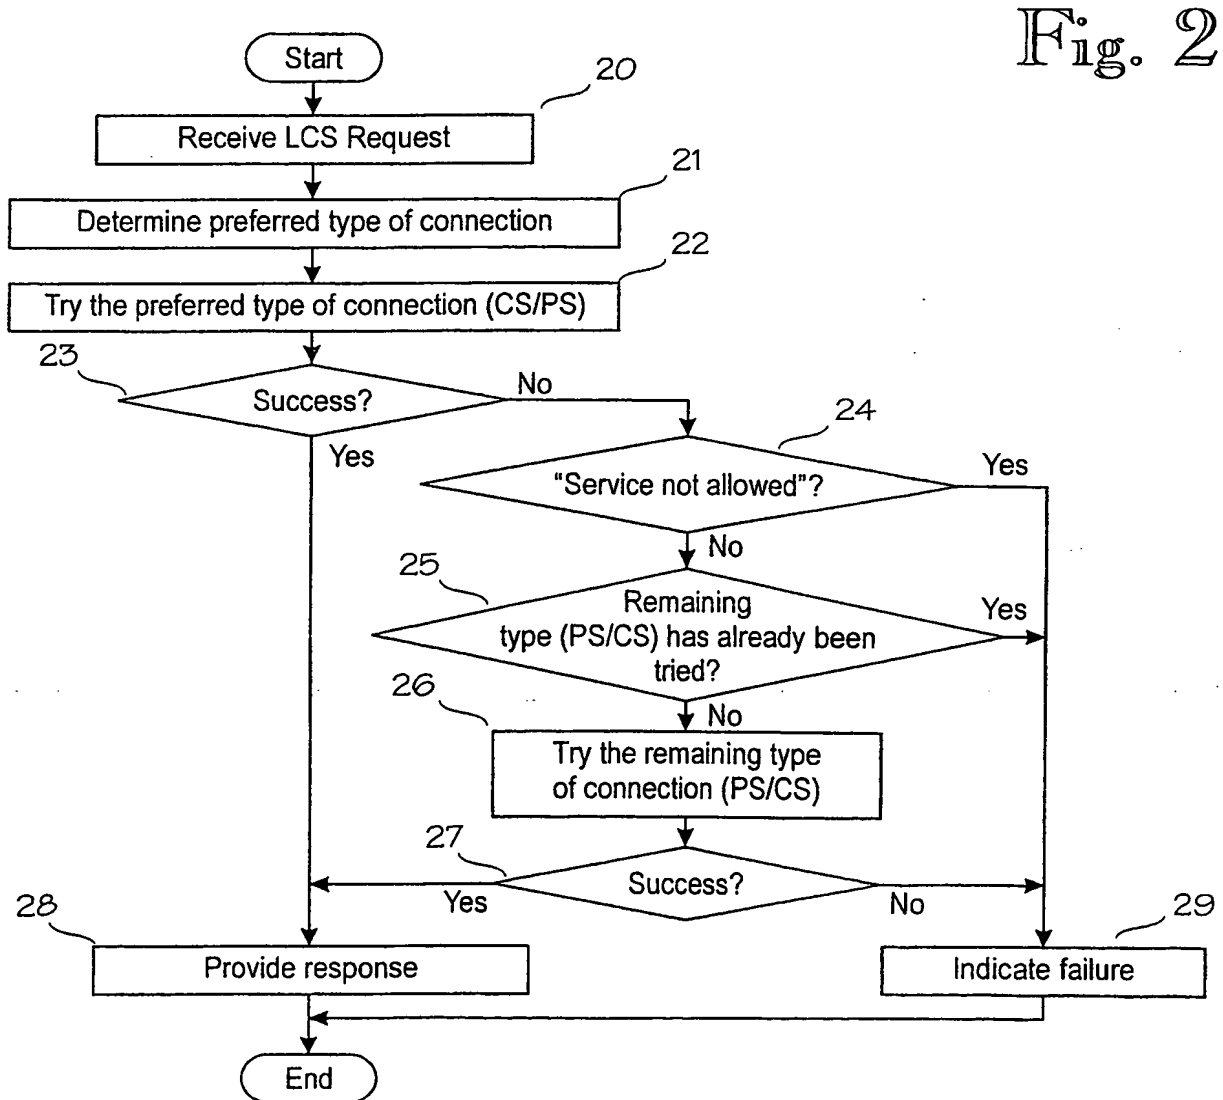 Fig. 2
Start
20
Receive LCS Request
21
Determine preferred type of connection
22
Try the preferred type of connection (CS/PS)
23
Success?
No
Yes
24
"Service not allowed"?
Yes
No
25
Remaining
type (PS/CS) has already been
tried?
Yes
No
26
Try the remaining type
of connection (PS/CS)
27
Success?
Yes
No
28
Provide response
29
Indicate failure
End